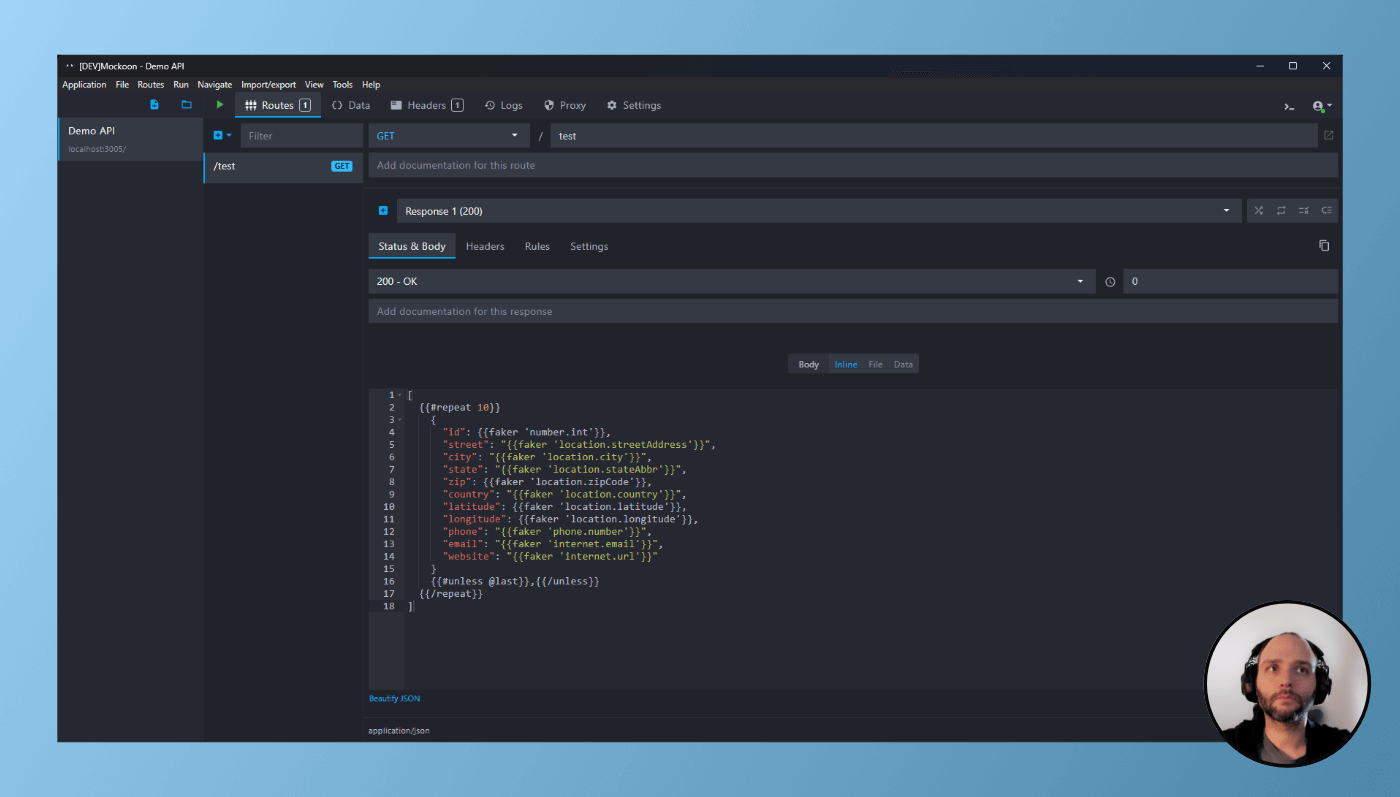 [DEV]Mockoon - Demo API
Application File Routes Run Navigate Import/export View Tools Help
Routes 1 Data Headers 1 Logs Proxy Settings
Demo API
localhost:3005/
Filter
GET / test
/test GET
Add documentation for this route
Response 1 (200)
Status & Body Headers Rules Settings
200 - OK 0
Add documentation for this response
Body Inline File Data
1 [
2 {{#repeat 10}}
3 {
4 "id": {{faker 'number.int'}},
5 "street": "{{faker 'location.streetAddress'}}",
6 "city": "{{faker 'location.city'}}",
7 "state": "{{faker 'location.stateAbbr'}}",
8 "zip": {{faker 'location.zipCode'}},
9 "country": "{{faker 'location.country'}}",
10 "latitude": {{faker 'location.latitude'}},
11 "longitude": {{faker 'location.longitude'}},
12 "phone": "{{faker 'phone.number'}}",
13 "email": "{{faker 'internet.email'}}",
14 "website": "{{faker 'internet.url'}}"
15 }
16 {{#unless @last}},{{/unless}}
17 {{/repeat}}
18 ]
Beautify JSON
application/json